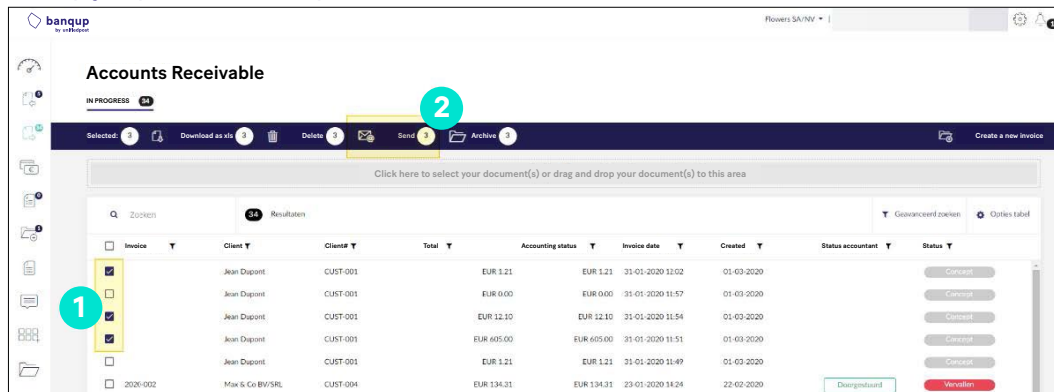 banqup
by unifiedpost
Flowers SA/NV
1
Accounts Receivable
IN PROGRESS 34
2
Selected: 3 Download as xls 3 Delete 3 Send 3 Archive 3 Create a new invoice
Click here to select your document(s) or drag and drop your document(s) to this area
Zoeken 34 Resultaten Geavanceerd zoeken Opties tabel
Invoice Client Client# Total Accounting status Invoice date Created Status accountant Status
Jean Dupont CUST-001 EUR 1.21 EUR 1.21 31-01-2020 12:02 01-03-2020 Concept
Jean Dupont CUST-001 EUR 0.00 EUR 0.00 31-01-2020 11:57 01-03-2020 Concept
1
Jean Dupont CUST-001 EUR 12.10 EUR 12.10 31-01-2020 11:54 01-03-2020 Concept
Jean Dupont CUST-001 EUR 605.00 EUR 605.00 31-01-2020 11:51 01-03-2020 Concept
Jean Dupont CUST-001 EUR 1.21 EUR 1.21 31-01-2020 11:49 01-03-2020 Concept
2020-002 Max & Co BV/SRL CUST-004 EUR 134.31 EUR 134.31 23-01-2020 14:24 22-02-2020 Doorgestuurd Vervallen